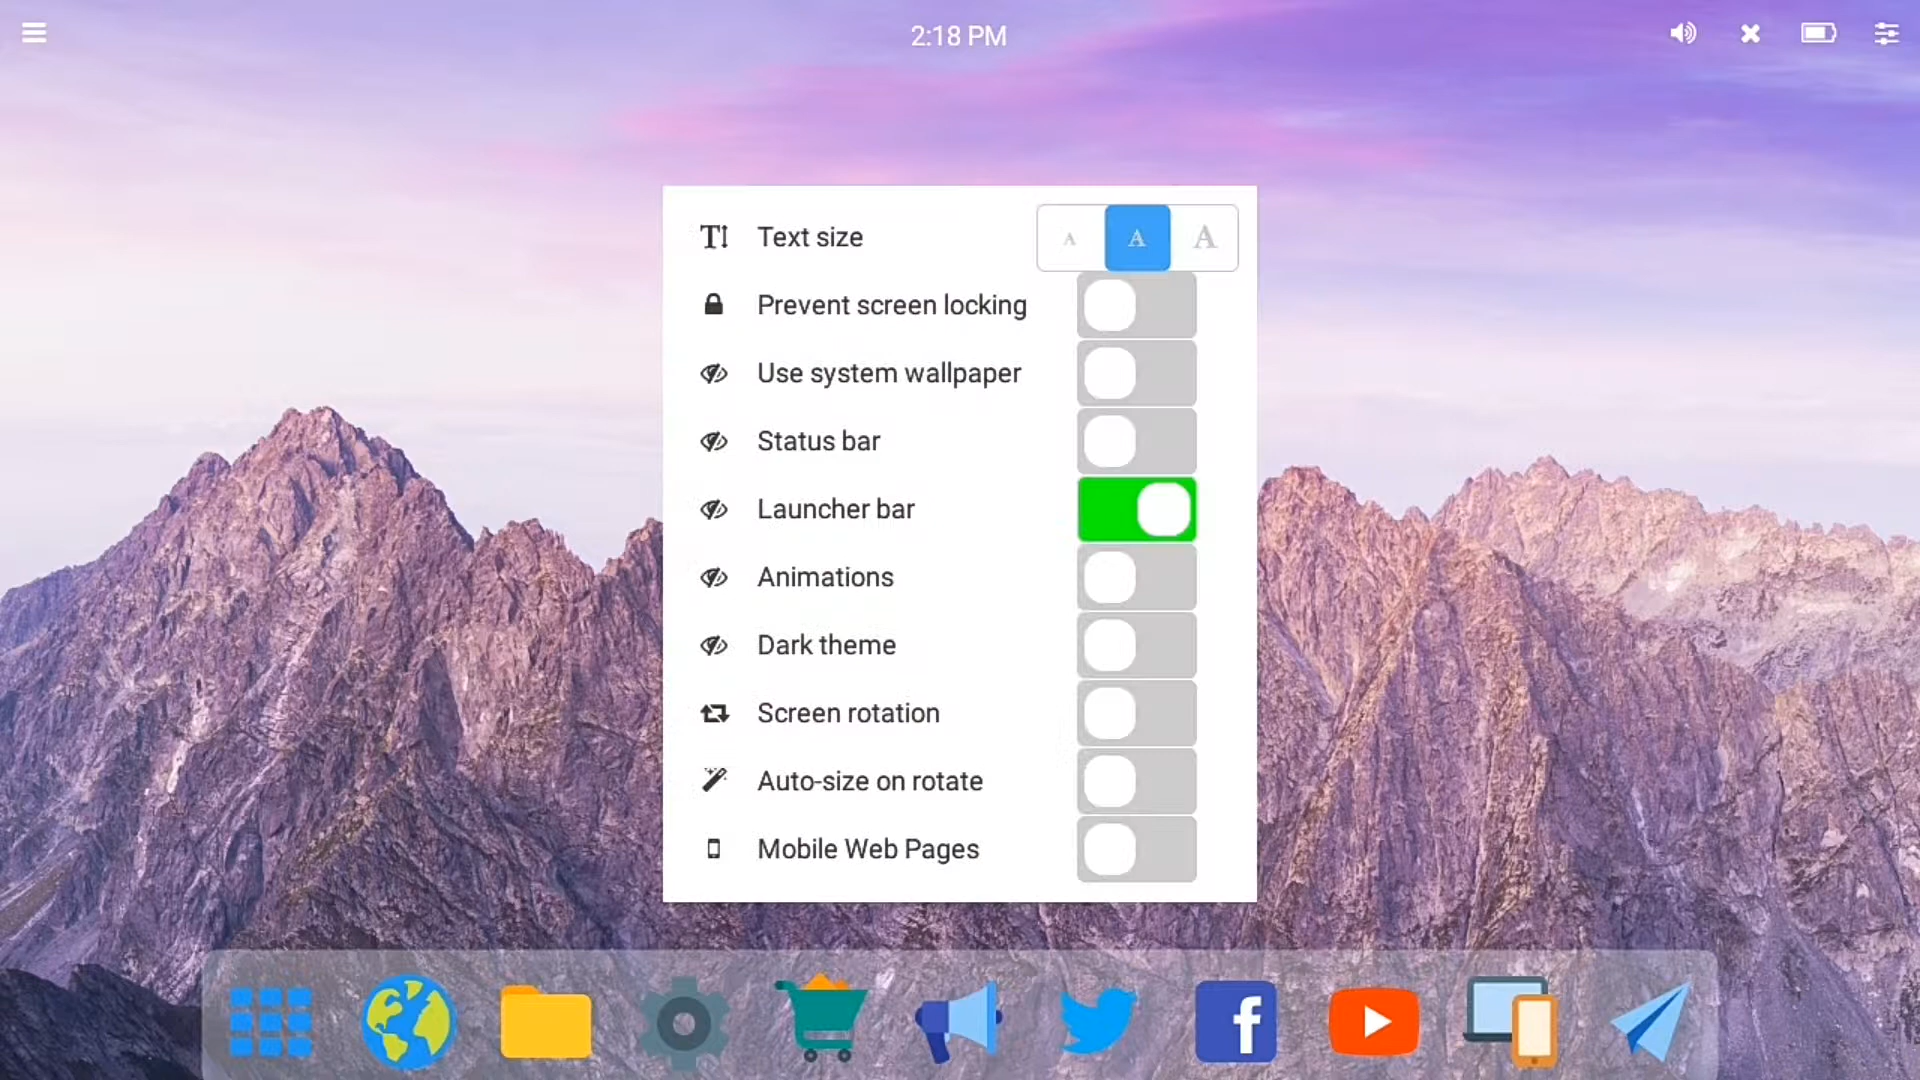 2:18 PM
Text size A A A
Prevent screen locking
Use system wallpaper
Status bar
Launcher bar
Animations
Dark theme
Screen rotation
Auto-size on rotate
Mobile Web Pages